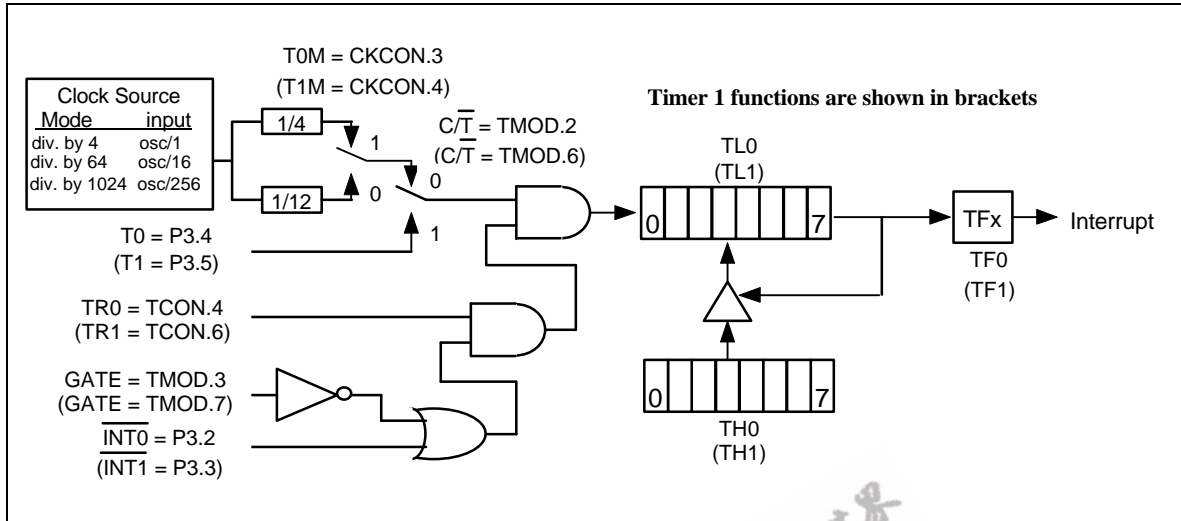 T0M = CKCON.3
(T1M = CKCON.4)
Clock Source
Mode input
div. by 4 osc/1
div. by 64 osc/16
div. by 1024 osc/256
1/4
1/12
1
0
C/T̅ = TMOD.2
(C/T̅ = TMOD.6)
0
1
T0 = P3.4
(T1 = P3.5)
TR0 = TCON.4
(TR1 = TCON.6)
GATE = TMOD.3
(GATE = TMOD.7)
I̅N̅T̅0̅ = P3.2
(I̅N̅T̅1̅ = P3.3)
Timer 1 functions are shown in brackets
TL0
(TL1)
0 7
TFx
Interrupt
TF0
(TF1)
0 7
TH0
(TH1)